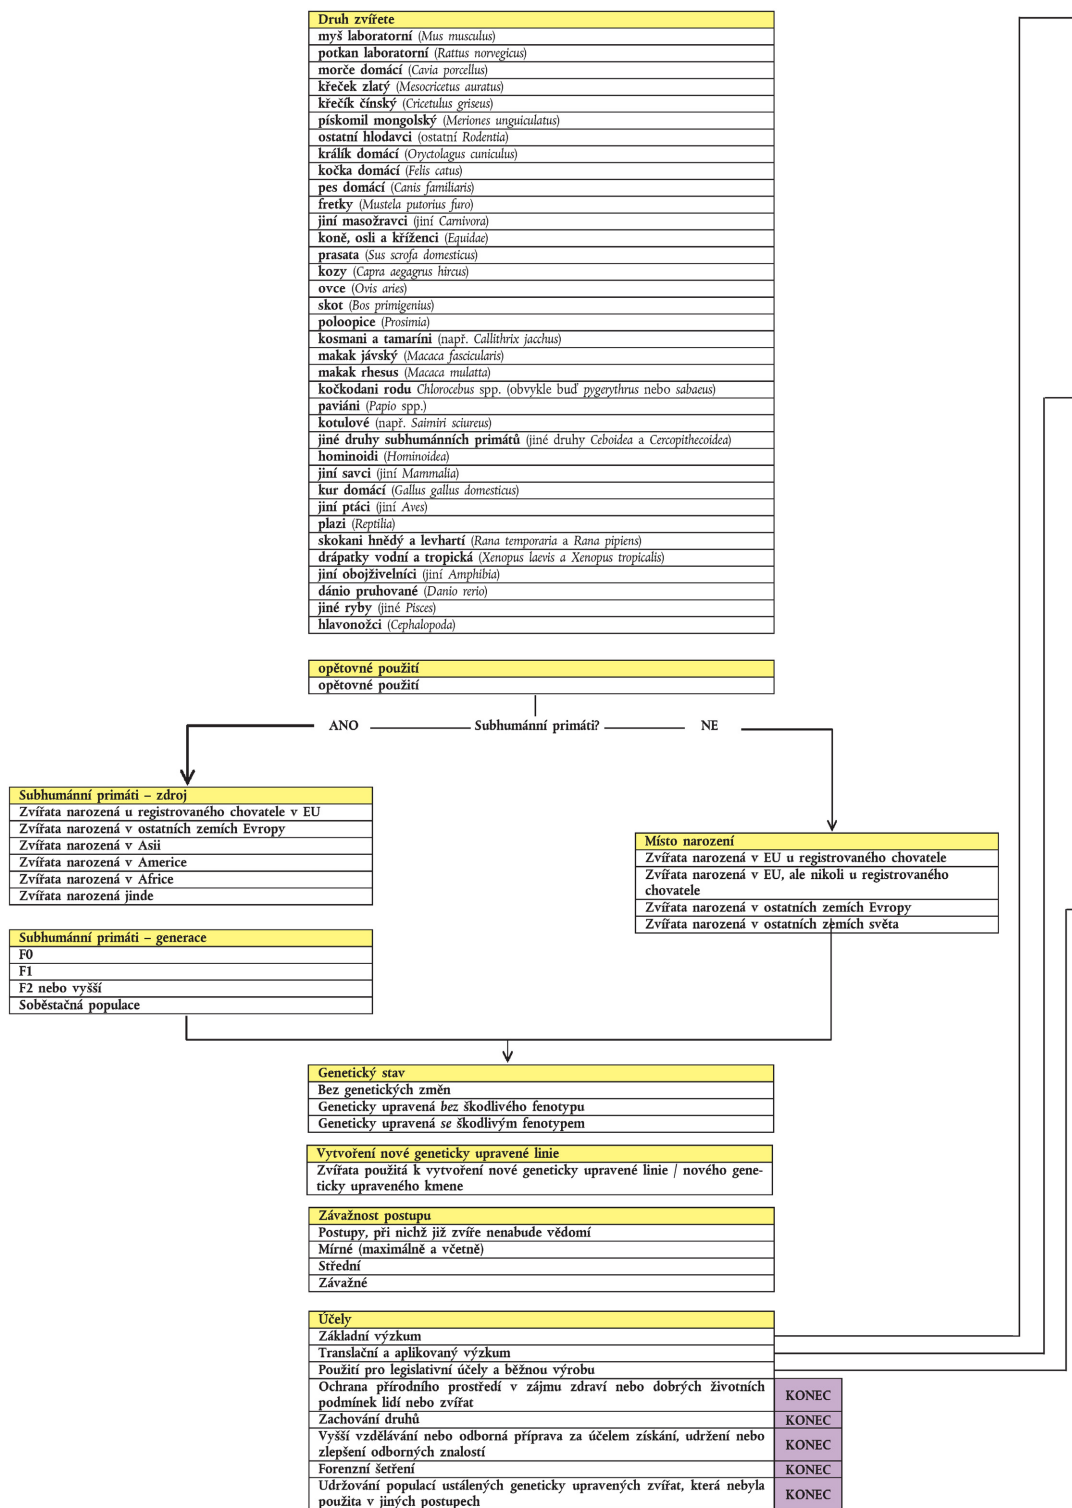 Druh zvířete
myš laboratorní (Mus musculus)
potkan laboratorní (Rattus norvegicus)
morče domácí (Cavia porcellus)
křeček zlatý (Mesocricetus auratus)
křečík čínský (Cricetulus griseus)
pískomil mongolský (Meriones unguiculatus)
ostatní hlodavci (ostatní Rodentia)
králík domácí (Oryctolagus cuniculus)
kočka domácí (Felis catus)
pes domácí (Canis familiaris)
fretky (Mustela putorius furo)
jiní masožravci (jiní Carnivora)
koně, osli a kříženci (Equidae)
prasata (Sus scrofa domesticus)
kozy (Capra aegagrus hircus)
ovce (Ovis aries)
skot (Bos primigenius)
poloopice (Prosimia)
kosmani a tamaríni (např. Callithrix jacchus)
makak jávský (Macaca fascicularis)
makak rhesus (Macaca mulatta)
kočkodani rodu Chlorocebus spp. (obvykle buď pygerythrus nebo sabaeus)
paviáni (Papio spp.)
kotulové (např. Saimiri sciureus)
jiné druhy subhumánních primátů (jiné druhy Ceboidea a Cercopithecoidea)
hominoidi (Hominoidea)
jiní savci (jiní Mammalia)
kur domácí (Gallus gallus domesticus)
jiní ptáci (jiní Aves)
plazi (Reptilia)
skokani hnědý a levhartí (Rana temporaria a Rana pipiens)
drápatky vodní a tropická (Xenopus laevis a Xenopus tropicalis)
jiní obojživelníci (jiní Amphibia)
dánio pruhované (Danio rerio)
jiné ryby (jiné Pisces)
hlavonožci (Cephalopoda)
opětovné použití
opětovné použití
ANO Subhumánní primáti? NE
Subhumánní primáti – zdroj
Zvířata narozená u registrovaného chovatele v EU
Zvířata narozená v ostatních zemích Evropy
Zvířata narozená v Asii
Zvířata narozená v Americe
Zvířata narozená v Africe
Zvířata narozená jinde
Místo narození
Zvířata narozená v EU u registrovaného chovatele
Zvířata narozená v EU, ale nikoli u registrovaného
chovatele
Zvířata narozená v ostatních zemích Evropy
Zvířata narozená v ostatních zemích světa
Subhumánní primáti – generace
F0
F1
F2 nebo vyšší
Soběstačná populace
Genetický stav
Bez genetických změn
Geneticky upravená bez škodlivého fenotypu
Geneticky upravená se škodlivým fenotypem
Vytvoření nové geneticky upravené linie
Zvířata použitá k vytvoření nové geneticky upravené linie / nového gene-
ticky upraveného kmene
Závažnost postupu
Postupy, při nichž již zvíře nenabude vědomí
Mírné (maximálně a včetně)
Střední
Závažné
Účely
Základní výzkum
Translační a aplikovaný výzkum
Použití pro legislativní účely a běžnou výrobu
Ochrana přírodního prostředí v zájmu zdraví nebo dobrých životních
podmínek lidí nebo zvířat
KONEC
Zachování druhů
KONEC
Vyšší vzdělávání nebo odborná příprava za účelem získání, udržení nebo
zlepšení odborných znalostí
KONEC
Forenzní šetření
KONEC
Udržování populací ustálených geneticky upravených zvířat, která nebyla
použita v jiných postupech
KONEC